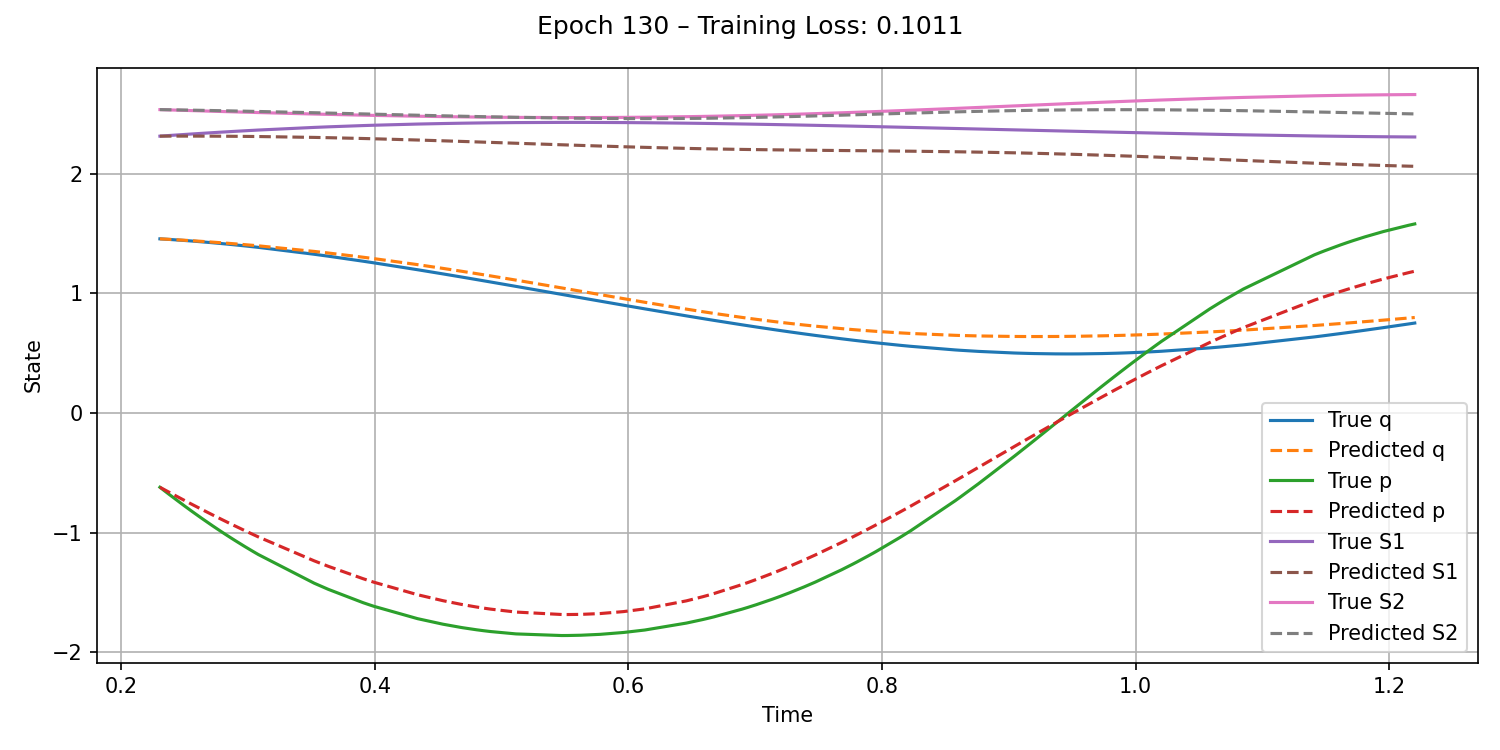 Epoch 130 – Training Loss: 0.1011
State
2
1
0
−1
−2
0.2 0.4 0.6 0.8 1.0 1.2
Time
True q
Predicted q
True p
Predicted p
True S1
Predicted S1
True S2
Predicted S2